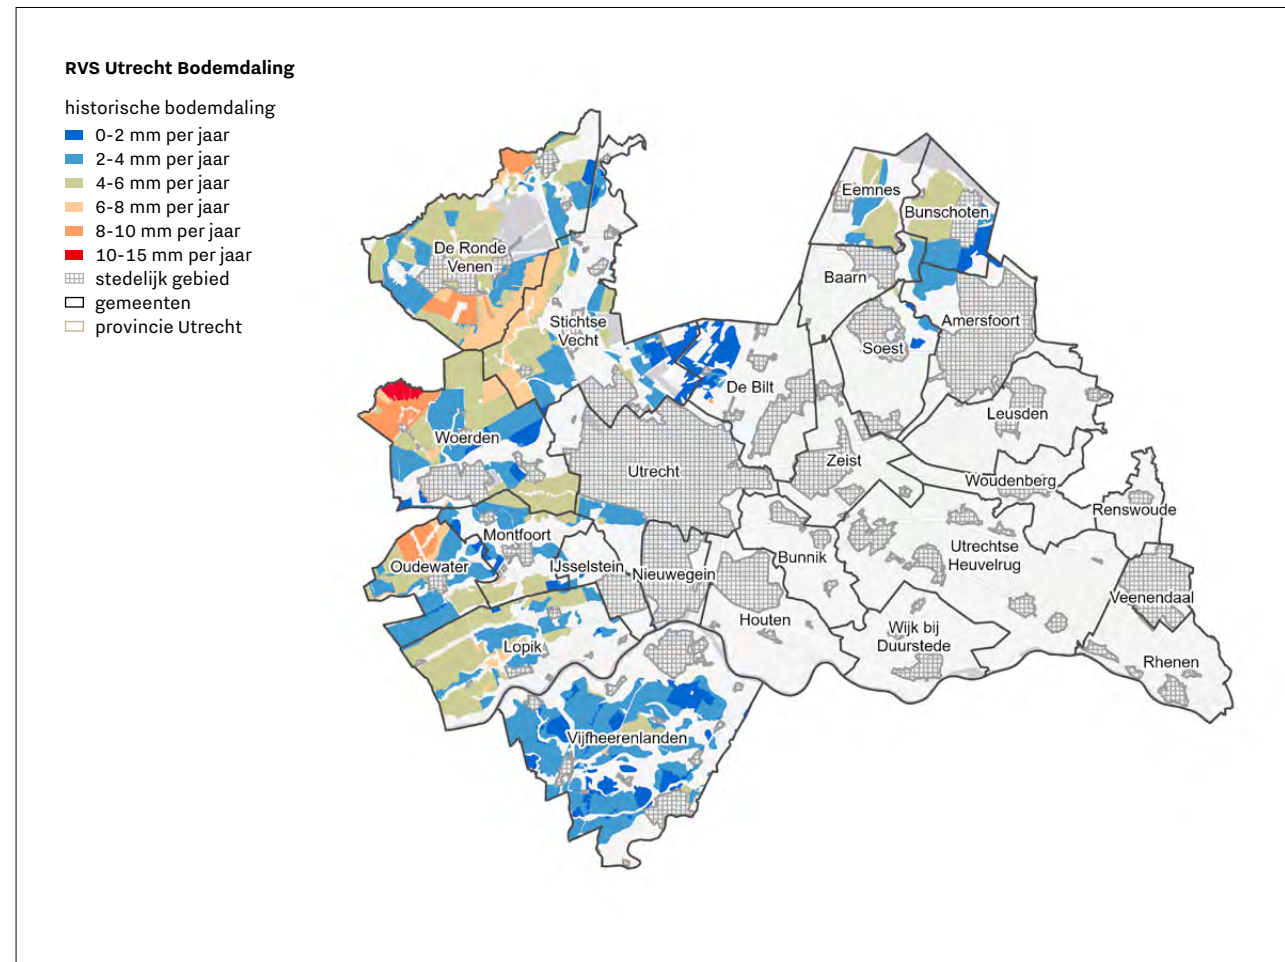 RVS Utrecht Bodemdaling
historische bodemdaling
0-2 mm per jaar
2-4 mm per jaar
4-6 mm per jaar
6-8 mm per jaar
8-10 mm per jaar
10-15 mm per jaar
stedelijk gebied
gemeenten
provincie Utrecht
Eemnes
Bunschoten
De Ronde
Venen
Baarn
Stichtse
Vecht
Amersfoort
Soest
De Bilt
Leusden
Woerden
Zeist
Utrecht
Woudenberg
Renswoude
Montfoort
Utrechtse
Heuvelrug
Bunnik
Oudewater
IJsselstein
Nieuwegein
Veenendaal
Houten
Wijk bij
Duurstede
Lopik
Rhenen
Vijfheerenlanden